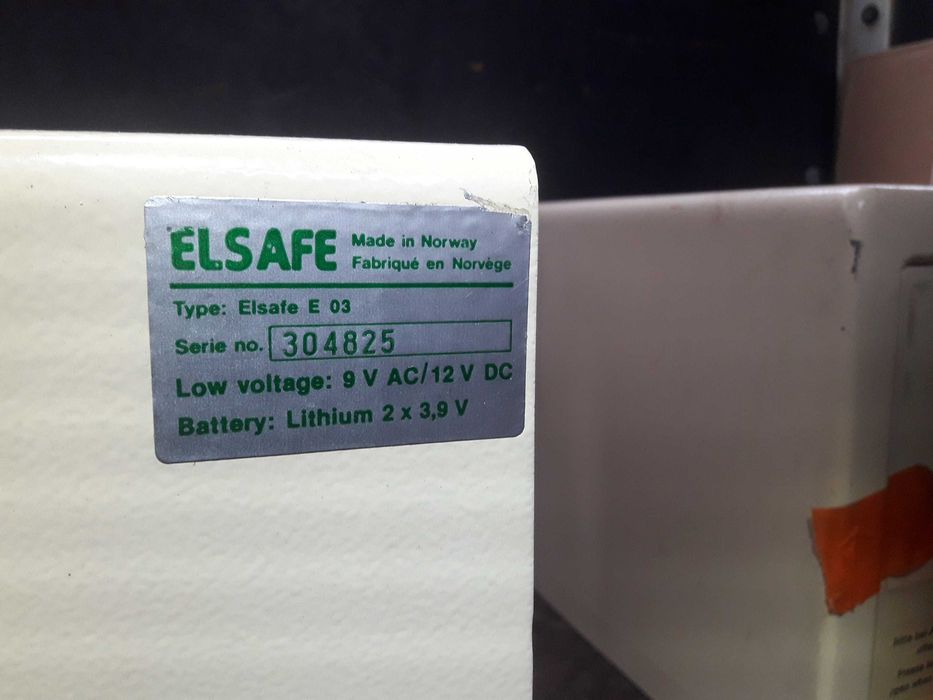 ELSAFE
Made in Norway
Fabriqué en Norvège
Type: Elsafe E 03
Serie no. 304825
Low voltage: 9 V AC/12 V DC
Battery: Lithium 2 x 3,9 V